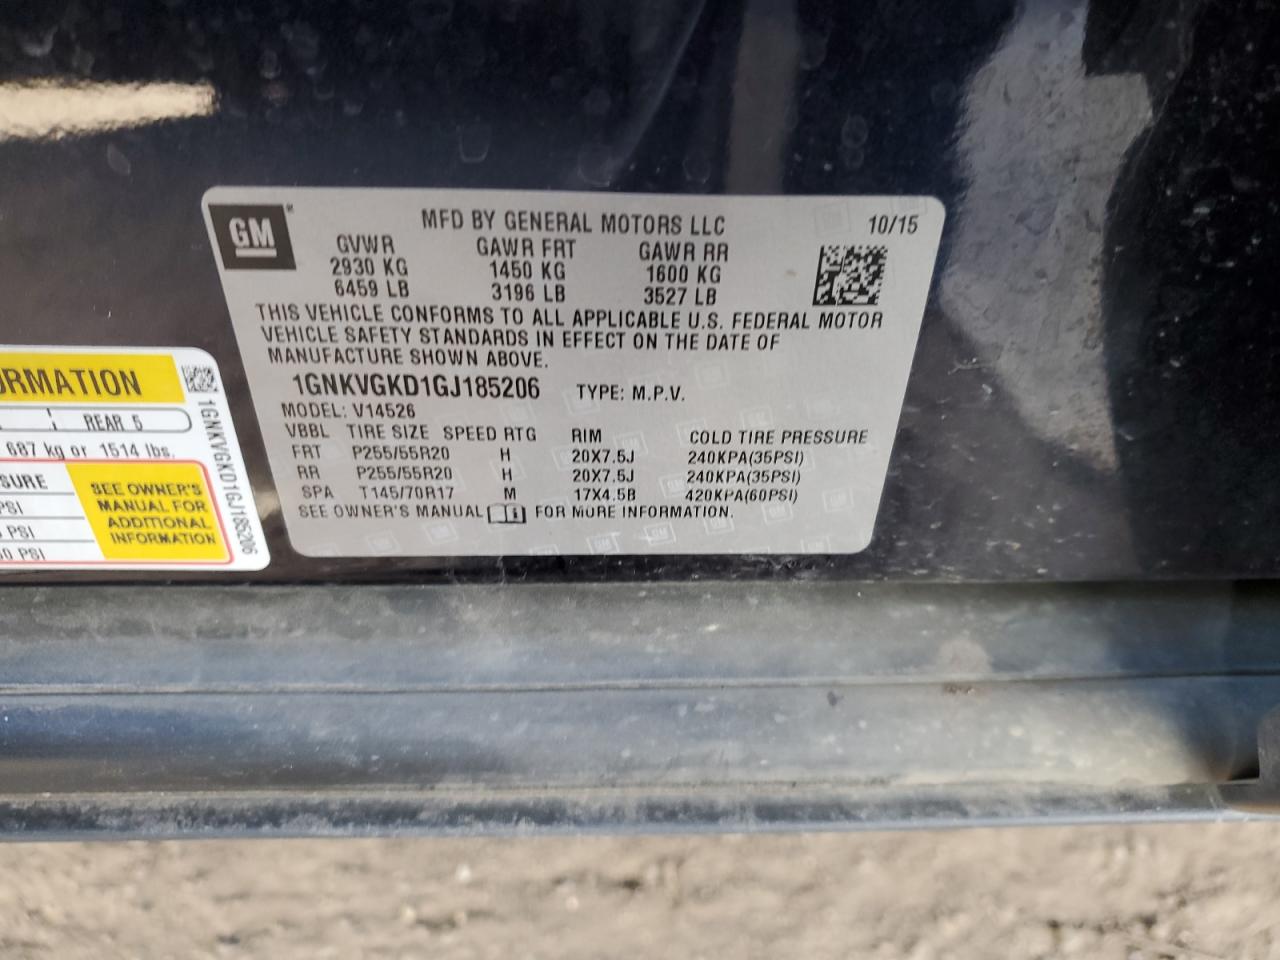 GM
MFD BY GENERAL MOTORS LLC 10/15
GVWR GAWR FRT GAWR RR
2930 KG 1450 KG 1600 KG
6459 LB 3196 LB 3527 LB
THIS VEHICLE CONFORMS TO ALL APPLICABLE U.S. FEDERAL MOTOR
VEHICLE SAFETY STANDARDS IN EFFECT ON THE DATE OF
MANUFACTURE SHOWN ABOVE.
1GNKVGKD1GJ185206 TYPE: M.P.V.
MODEL: V14526
VBBL TIRE SIZE SPEED RTG RIM COLD TIRE PRESSURE
FRT P255/55R20 H 20X7.5J 240KPA(35PSI)
RR P255/55R20 H 20X7.5J 240KPA(35PSI)
SPA T145/70R17 M 17X4.5B 420KPA(60PSI)
SEE OWNER'S MANUAL FOR MORE INFORMATION.
RMATION
REAR 5
687 kg or 1514 lbs.
SURE
PSI
PSI
0 PSI
SEE OWNER'S
MANUAL FOR
ADDITIONAL
INFORMATION
1GNKVGKD1GJ185206